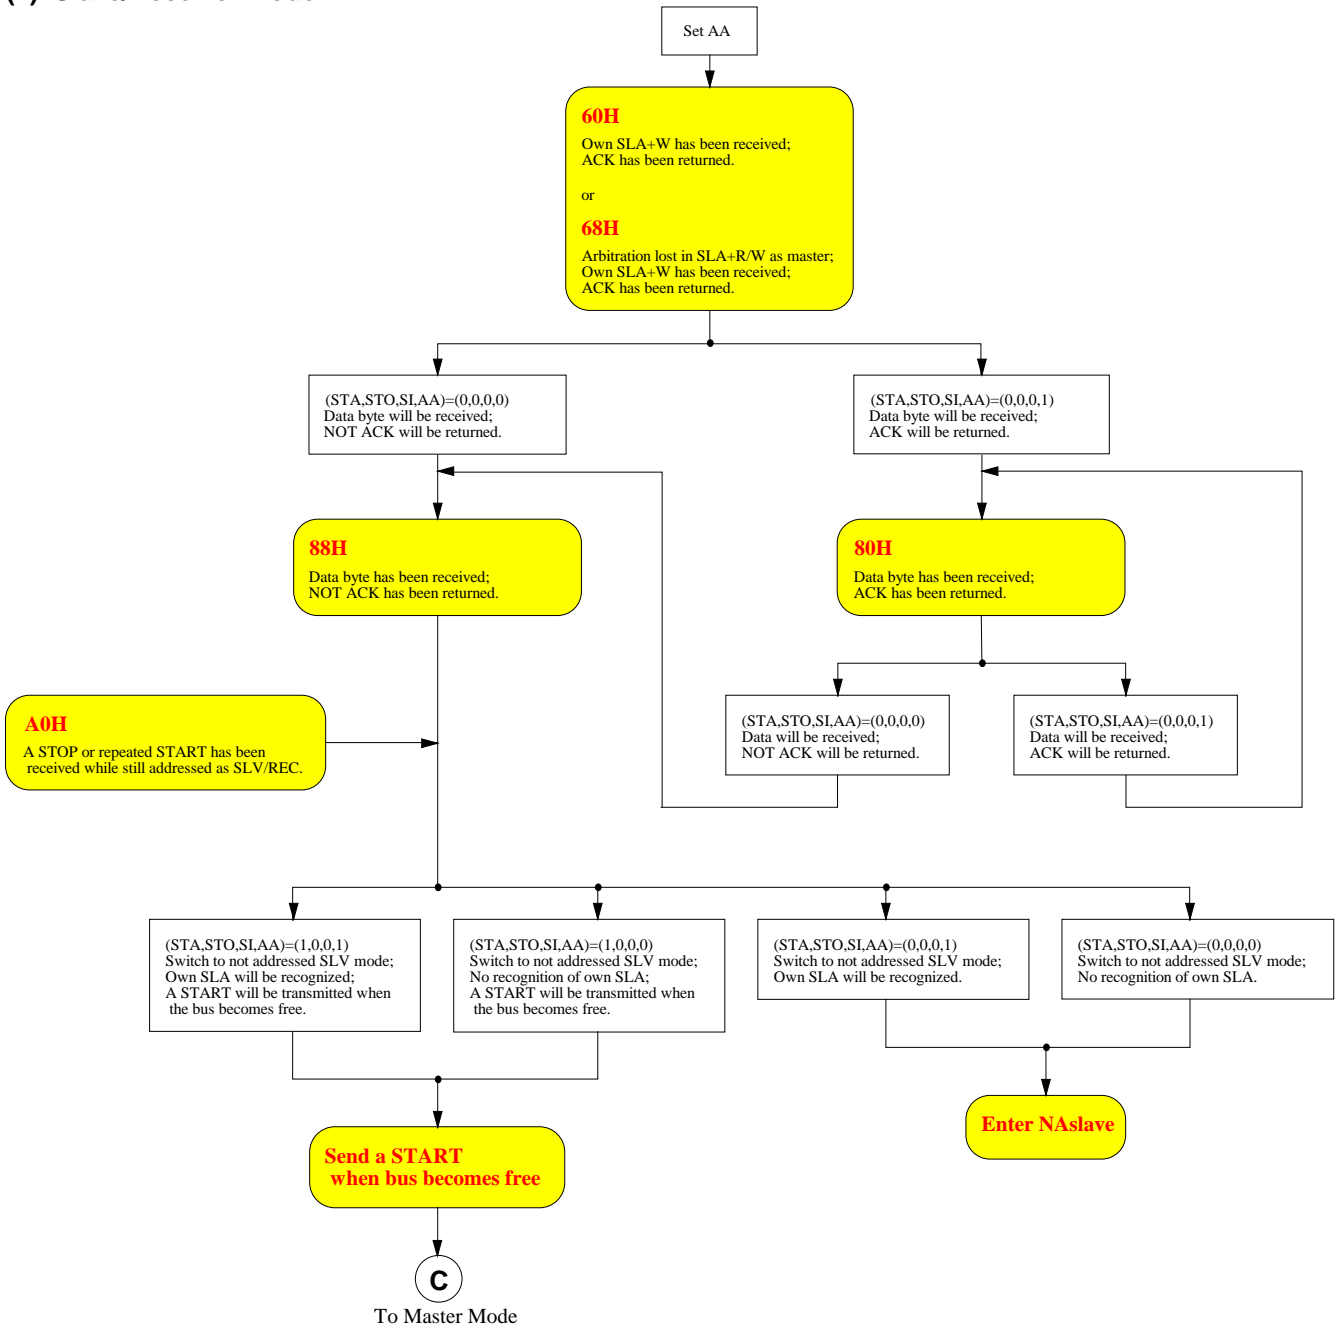 Set AA
60H
Own SLA+W has been received;
ACK has been returned.
or
68H
Arbitration lost in SLA+R/W as master;
Own SLA+W has been received;
ACK has been returned.
(STA,STO,SI,AA)=(0,0,0,0)
Data byte will be received;
NOT ACK will be returned.
(STA,STO,SI,AA)=(0,0,0,1)
Data byte will be received;
ACK will be returned.
88H
Data byte has been received;
NOT ACK has been returned.
80H
Data byte has been received;
ACK has been returned.
A0H
A STOP or repeated START has been
received while still addressed as SLV/REC.
(STA,STO,SI,AA)=(0,0,0,0)
Data will be received;
NOT ACK will be returned.
(STA,STO,SI,AA)=(0,0,0,1)
Data will be received;
ACK will be returned.
(STA,STO,SI,AA)=(1,0,0,1)
Switch to not addressed SLV mode;
Own SLA will be recognized;
A START will be transmitted when
the bus becomes free.
(STA,STO,SI,AA)=(1,0,0,0)
Switch to not addressed SLV mode;
No recognition of own SLA;
A START will be transmitted when
the bus becomes free.
(STA,STO,SI,AA)=(0,0,0,1)
Switch to not addressed SLV mode;
Own SLA will be recognized.
(STA,STO,SI,AA)=(0,0,0,0)
Switch to not addressed SLV mode;
No recognition of own SLA.
Send a START
when bus becomes free
Enter NAslave
C
To Master Mode